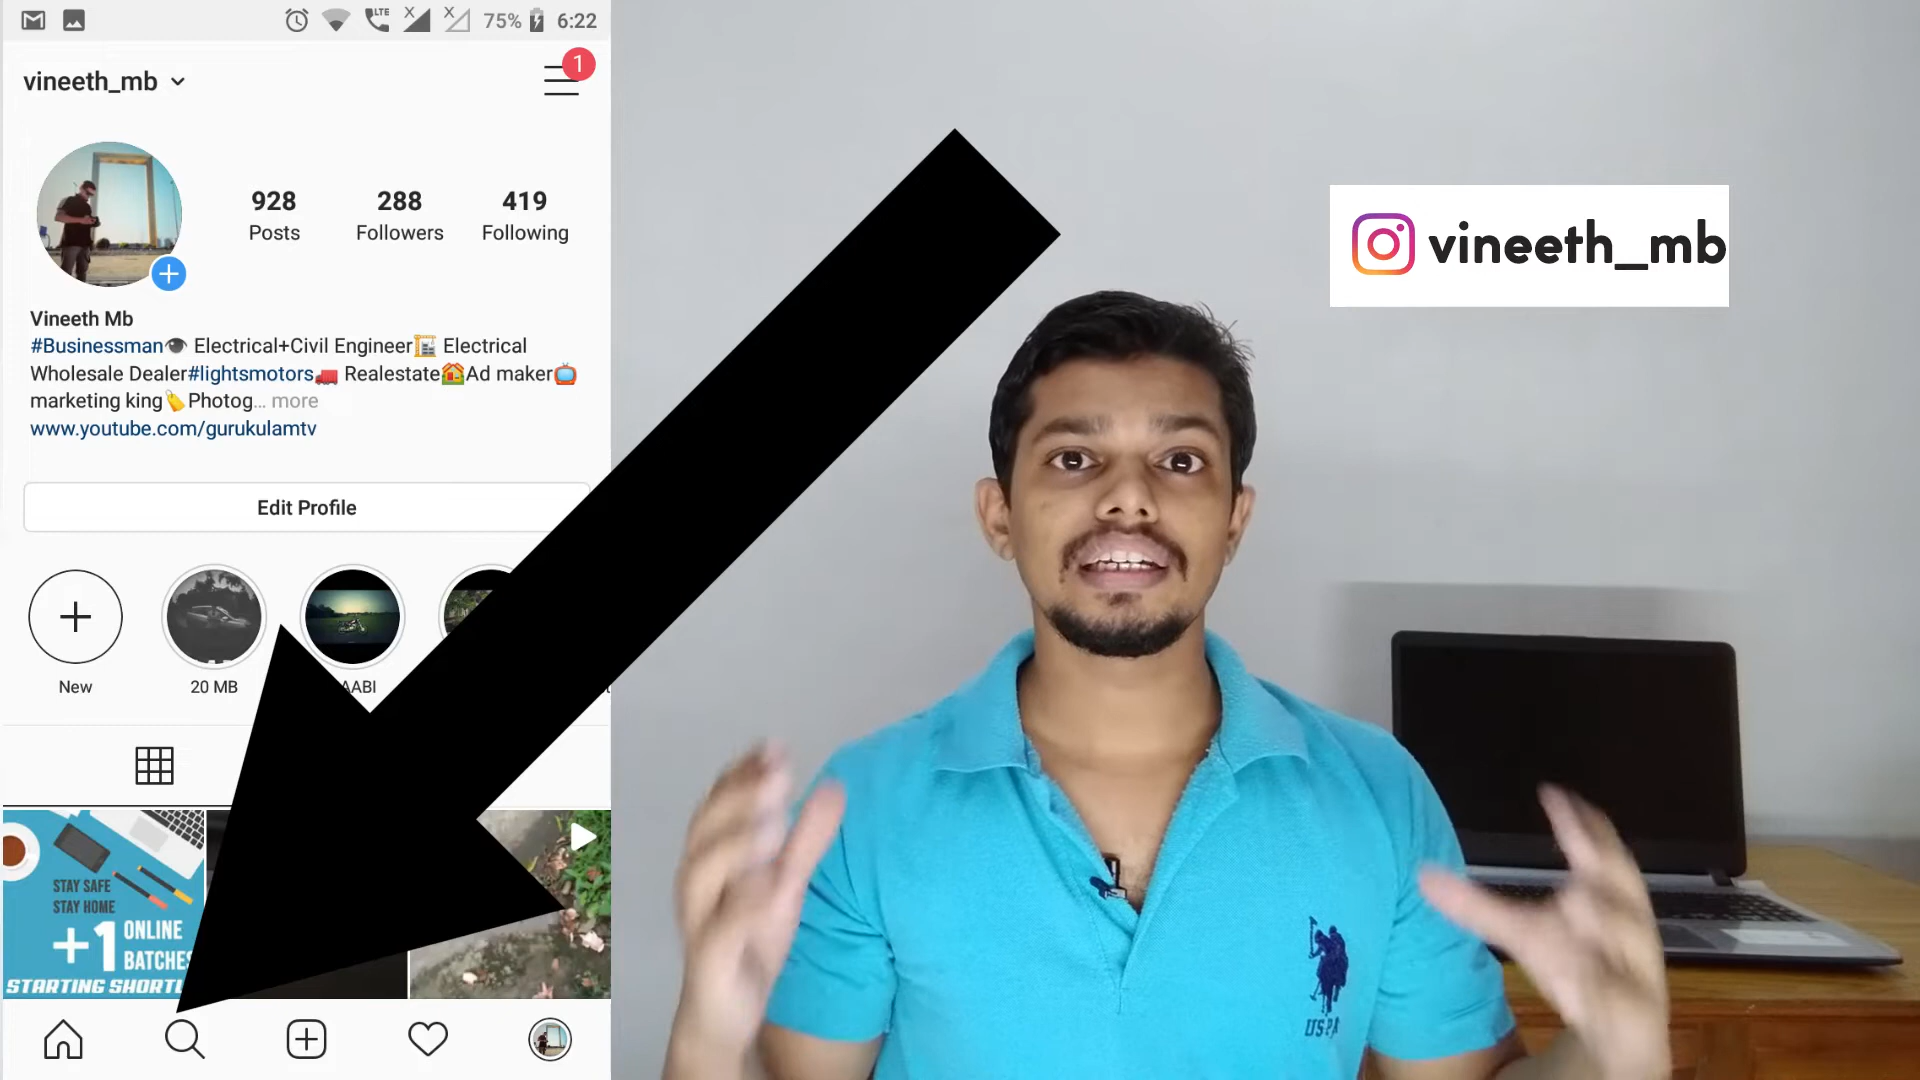 LTE
75%
6:22
vineeth_mb
1
928
288
419
Posts
Followers
Following
Vineeth Mb
#Businessman👁 Electrical+Civil Engineer🏗 Electrical
Wholesale Dealer#lightsmotors🚛 Realestate🏠Ad maker📺
marketing king🏷Photog... more
www.youtube.com/gurukulamtv
Edit Profile
New
20 MB
AABI
STAY SAFE
STAY HOME
+1
ONLINE
BATCHES
STARTING SHORTL
vineeth_mb
USPA